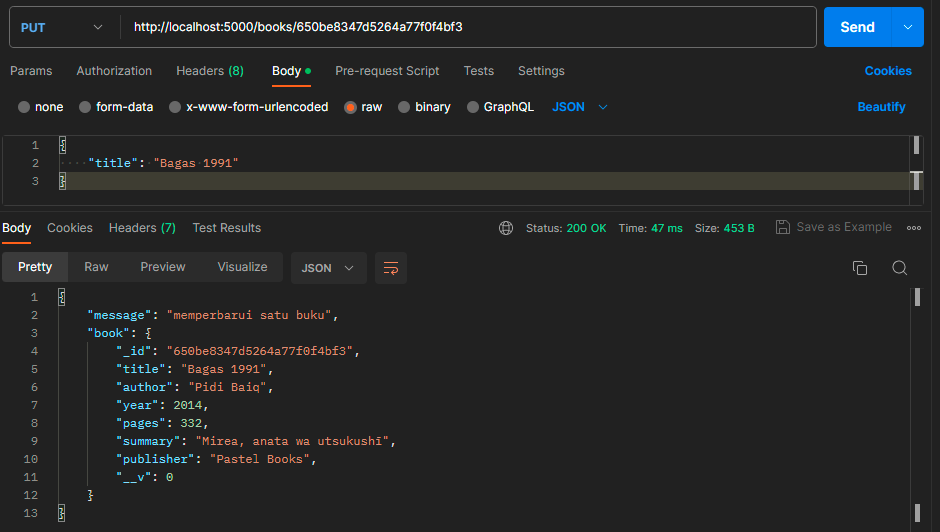 PUT http://localhost:5000/books/650be8347d5264a77f0f4bf3 Send
Params Authorization Headers (8) Body Pre-request Script Tests Settings Cookies
none form-data x-www-form-urlencoded raw binary GraphQL JSON Beautify
1 {
2 "title": "Bagas 1991"
3 }
Body Cookies Headers (7) Test Results Status: 200 OK Time: 47 ms Size: 453 B Save as Example
Pretty Raw Preview Visualize JSON
1 {
2 "message": "memperbarui satu buku",
3 "book": {
4 "_id": "650be8347d5264a77f0f4bf3",
5 "title": "Bagas 1991",
6 "author": "Pidi Baiq",
7 "year": 2014,
8 "pages": 332,
9 "summary": "Mirea, anata wa utsukushī",
10 "publisher": "Pastel Books",
11 "__v": 0
12 }
13 }